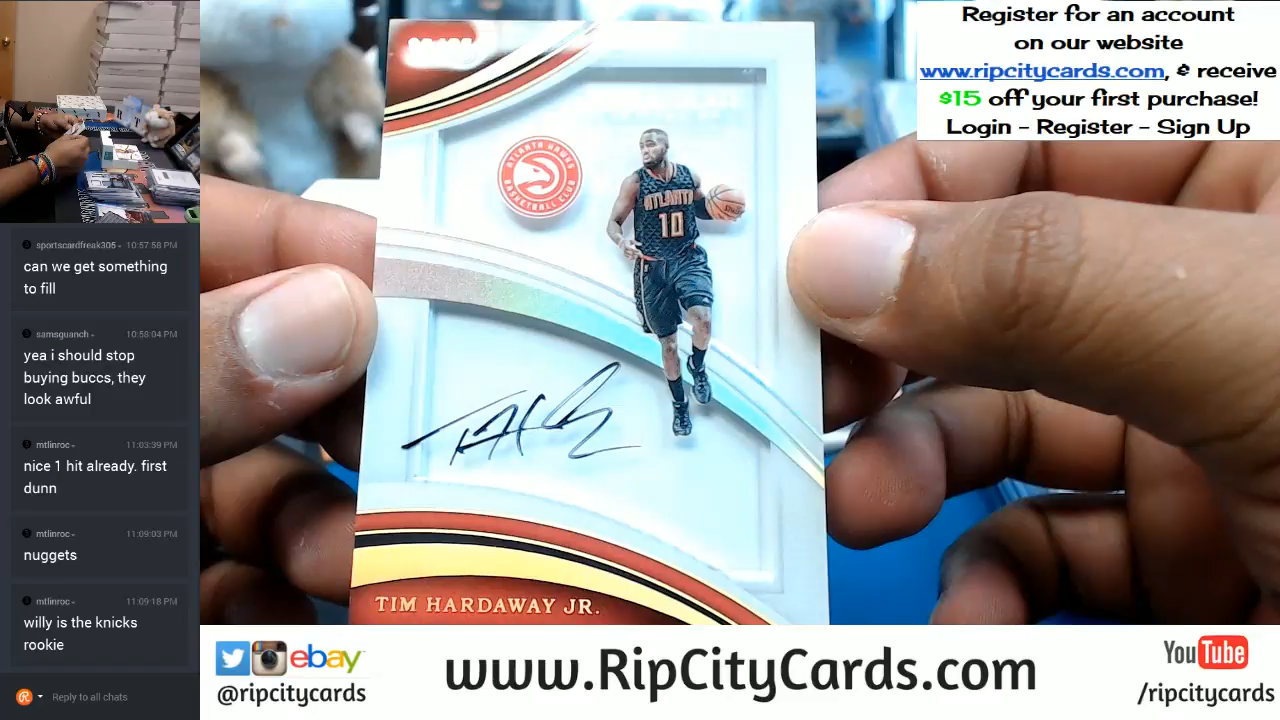 Register for an account
on our website
www.ripcitycards.com, & receive
$15 off your first purchase!
Login - Register - Sign Up
sportscardfreak305 - 10:57:58 PM
can we get something
to fill
samsquanch - 10:58:04 PM
yea i should stop
buying buccs, they
look awful
mtlinroc - 11:03:39 PM
nice 1 hit already. first
dunn
mtlinroc - 11:09:03 PM
nuggets
mtlinroc - 11:09:18 PM
willy is the knicks
rookie
Reply to all chats
ATLANTA HAWKS
BASKETBALL CLUB
ATLANTA
10
TIM HARDAWAY JR.
ebay
@ripcitycards
www.RipCityCards.com
YouTube
/ripcitycards